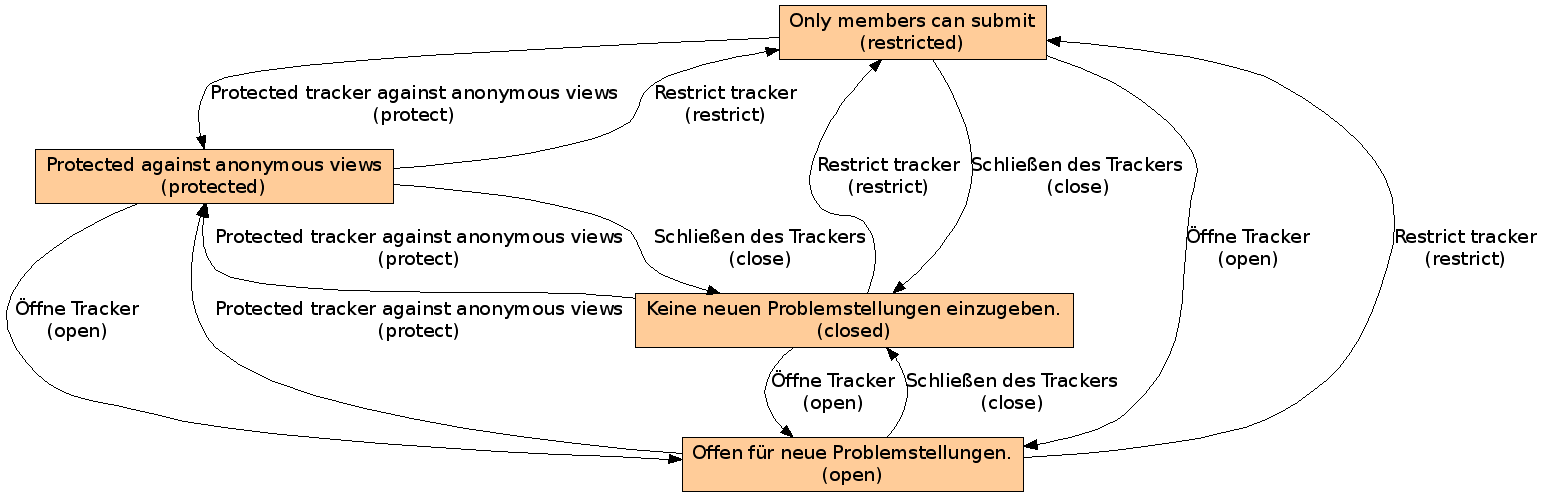 Only members can submit
(restricted)
Protected tracker against anonymous views
(protect)
Restrict tracker
(restrict)
Protected against anonymous views
(protected)
Restrict tracker
(restrict)
Schließen des Trackers
(close)
Protected tracker against anonymous views
(protect)
Schließen des Trackers
(close)
Öffne Tracker
(open)
Restrict tracker
(restrict)
Öffne Tracker
(open)
Protected tracker against anonymous views
(protect)
Keine neuen Problemstellungen einzugeben.
(closed)
Öffne Tracker
(open)
Schließen des Trackers
(close)
Offen für neue Problemstellungen.
(open)